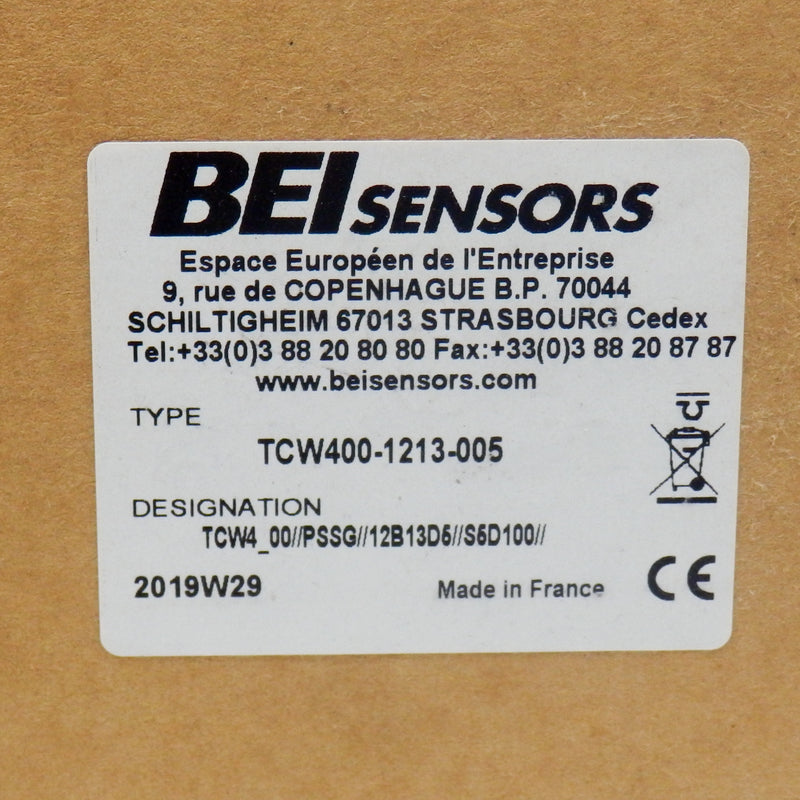 BEI SENSORS
Espace Européen de l'Entreprise
9, rue de COPENHAGUE B.P. 70044
SCHILTIGHEIM 67013 STRASBOURG Cedex
Tel:+33(0)3 88 20 80 80 Fax:+33(0)3 88 20 87 87
www.beisensors.com
TYPE
TCW400-1213-005
DESIGNATION
TCW4_00//PSSG//12B13D5//S5D100//
2019W29
Made in France
CE